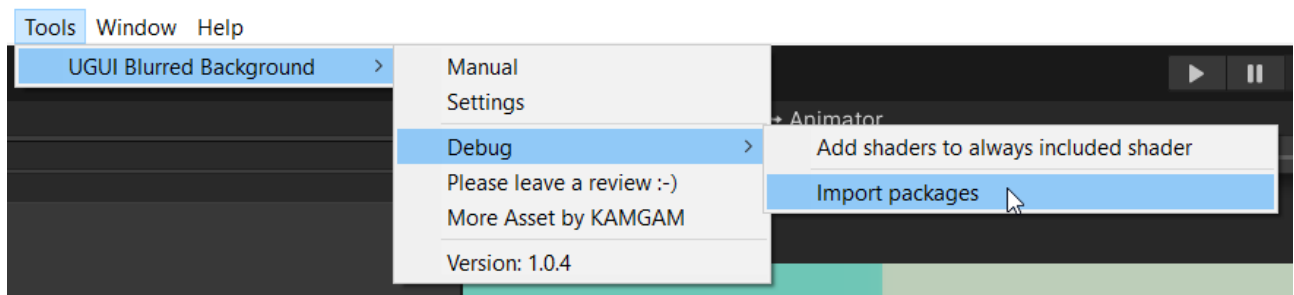 Tools Window Help
UGUI Blurred Background
Manual
Settings
Animator
Debug
Add shaders to always included shader
Please leave a review :-)
Import packages
More Asset by KAMGAM
Version: 1.0.4